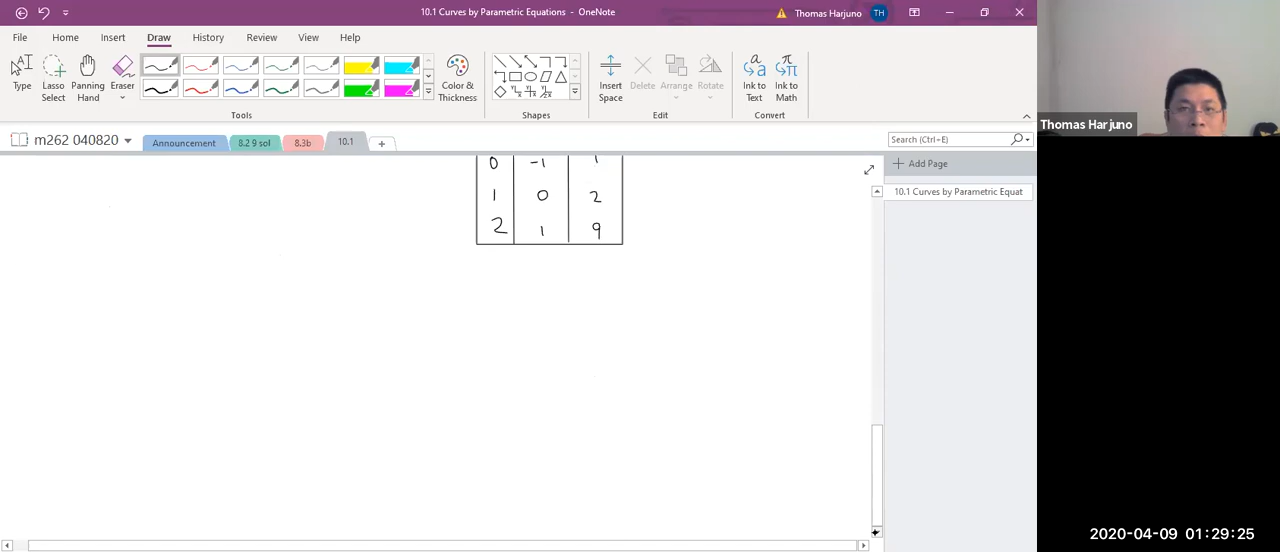 10.1 Curves by Parametric Equations - OneNote
Thomas Harjuno TH
File Home Insert Draw History Review View Help
Type
Lasso Select
Panning Hand
Eraser
Color & Thickness
Insert Space
Delete
Arrange
Rotate
Ink to Text
Ink to Math
Tools Shapes Edit Convert
m262 040820
Announcement 8.2 9 sol 8.3b 10.1 +
Search (Ctrl+E)
Add Page
10.1 Curves by Parametric Equat
Thomas Harjuno
0 -1 1
1 0 2
2 1 9
2020-04-09 01:29:25